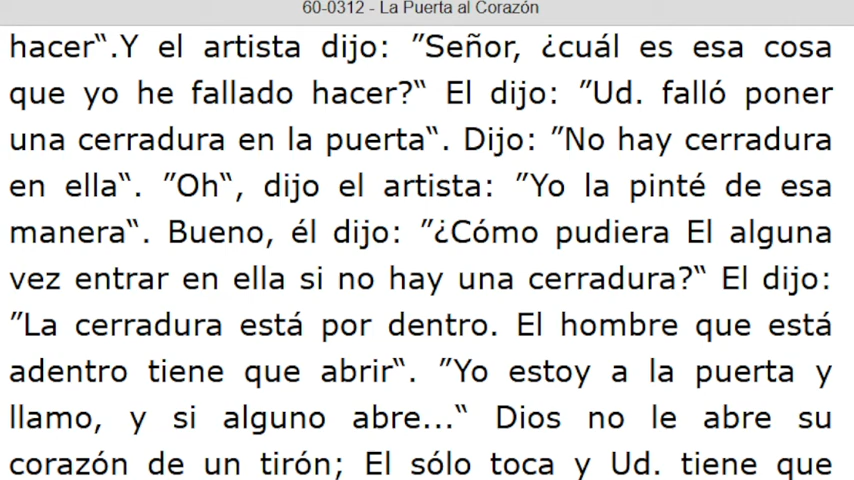 60-0312 - La Puerta al Corazón
hacer“.Y el artista dijo: ”Señor, ¿cuál es esa cosa
que yo he fallado hacer?“ El dijo: ”Ud. falló poner
una cerradura en la puerta“. Dijo: ”No hay cerradura
en ella“. ”Oh“, dijo el artista: ”Yo la pinté de esa
manera“. Bueno, él dijo: ”¿Cómo pudiera El alguna
vez entrar en ella si no hay una cerradura?“ El dijo:
”La cerradura está por dentro. El hombre que está
adentro tiene que abrir“. ”Yo estoy a la puerta y
llamo, y si alguno abre...“ Dios no le abre su
corazón de un tirón; El sólo toca y Ud. tiene que